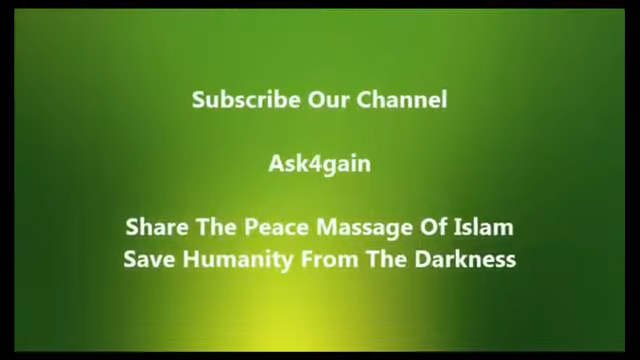 Subscribe Our Channel
Ask4gain
Share The Peace Massage Of Islam
Save Humanity From The Darkness